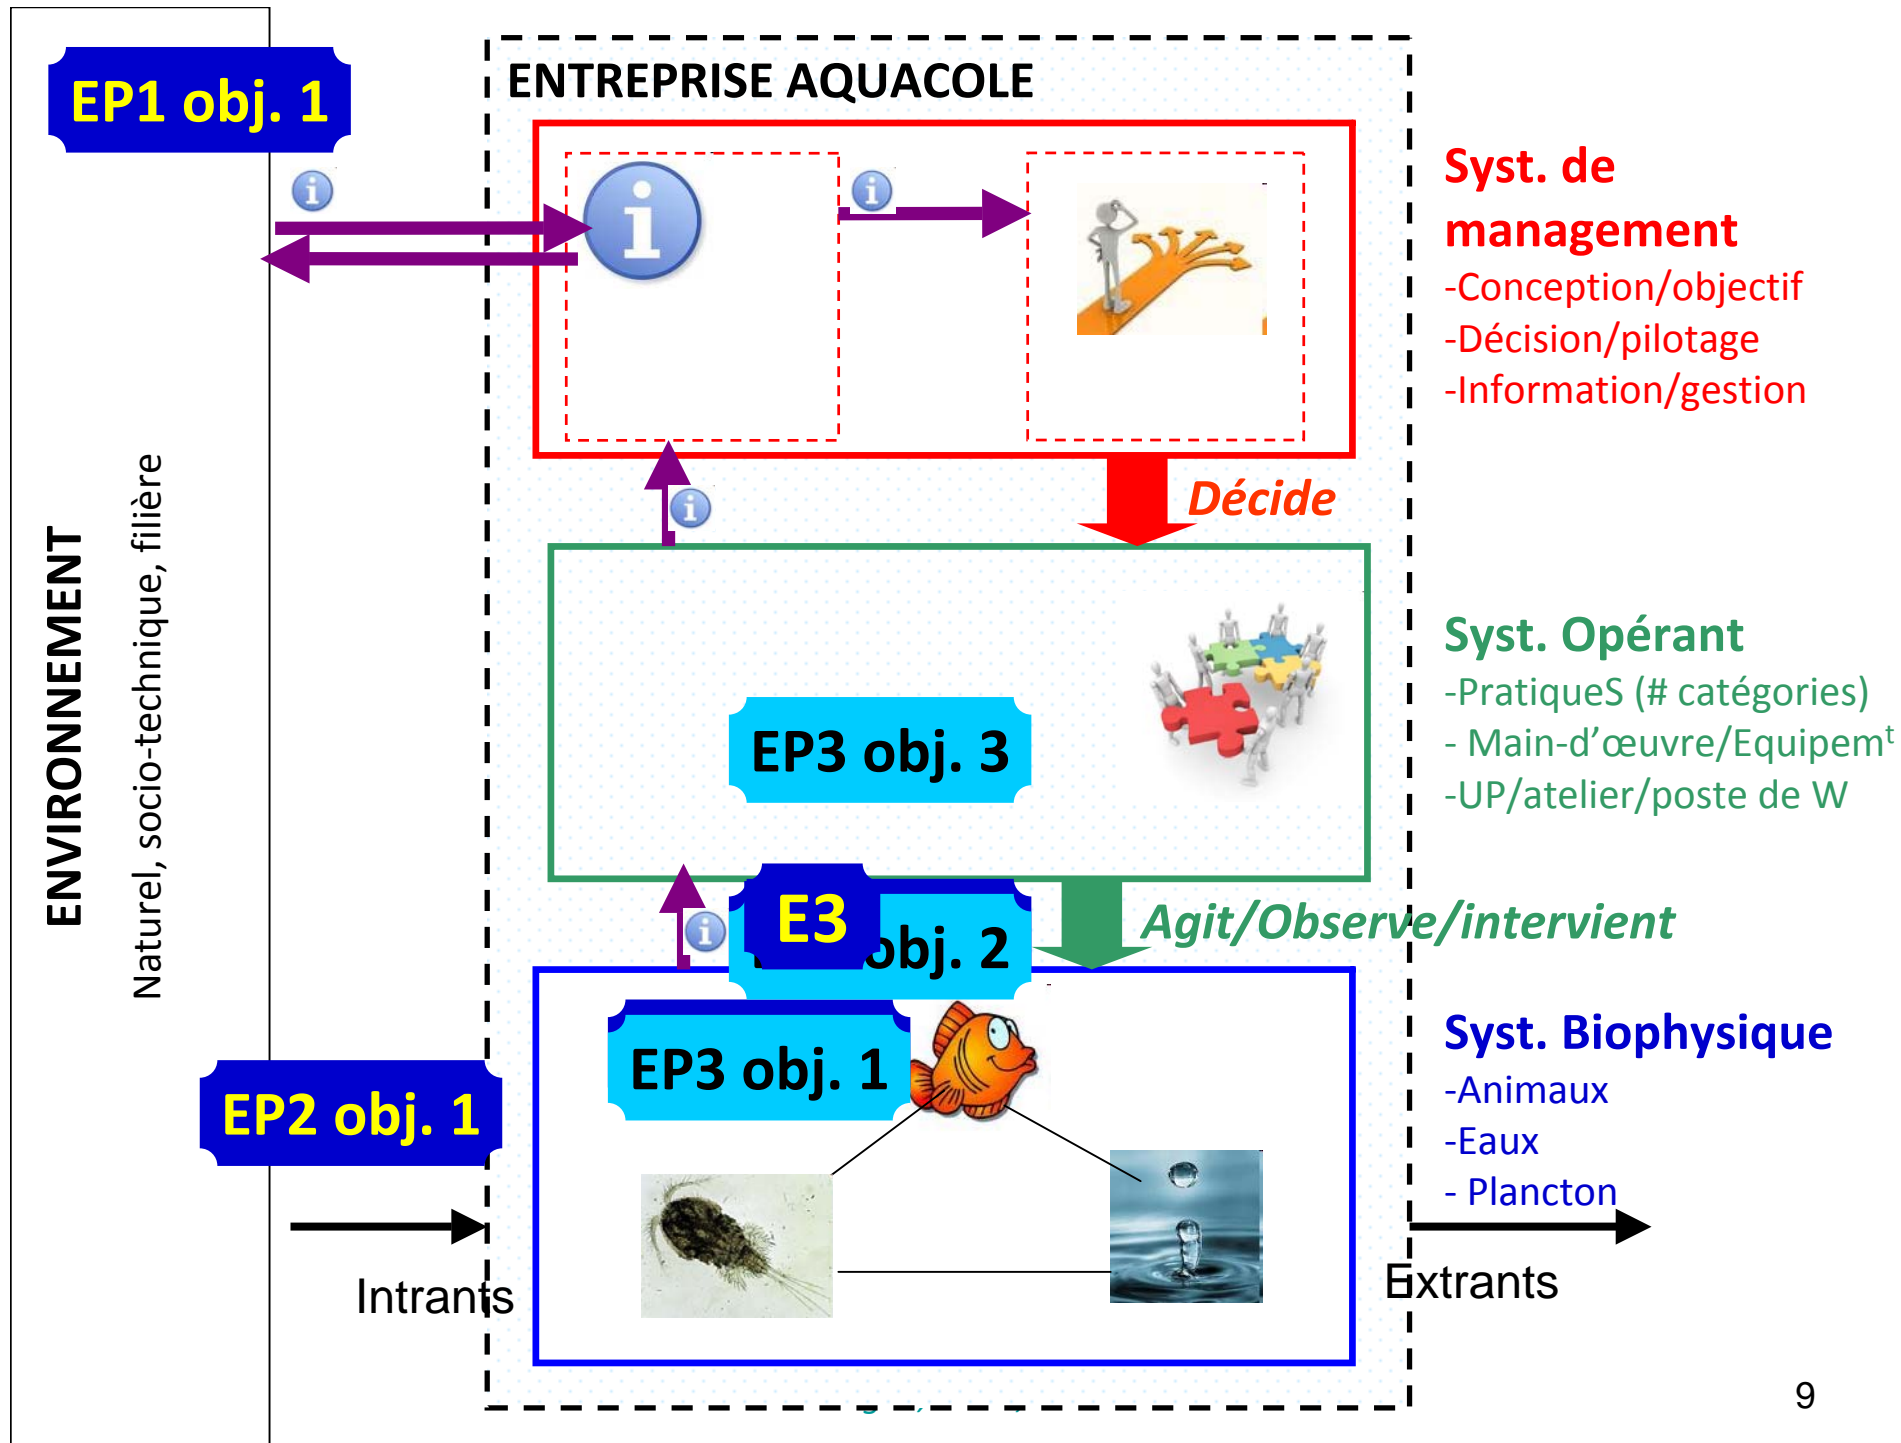 EP1 obj. 1
ENTREPRISE AQUACOLE
Syst. de
management
-Conception/objectif
-Décision/pilotage
-Information/gestion
Décide
ENVIRONNEMENT
Naturel, socio-technique, filière
Syst. Opérant
-PratiqueS (# catégories)
- Main-d’œuvre/Equipemᵗ
-UP/atelier/poste de W
EP3 obj. 3
E3
obj. 2
Agit/Observe/intervient
EP3 obj. 1
EP2 obj. 1
Syst. Biophysique
-Animaux
-Eaux
- Plancton
Intrants
Extrants
9